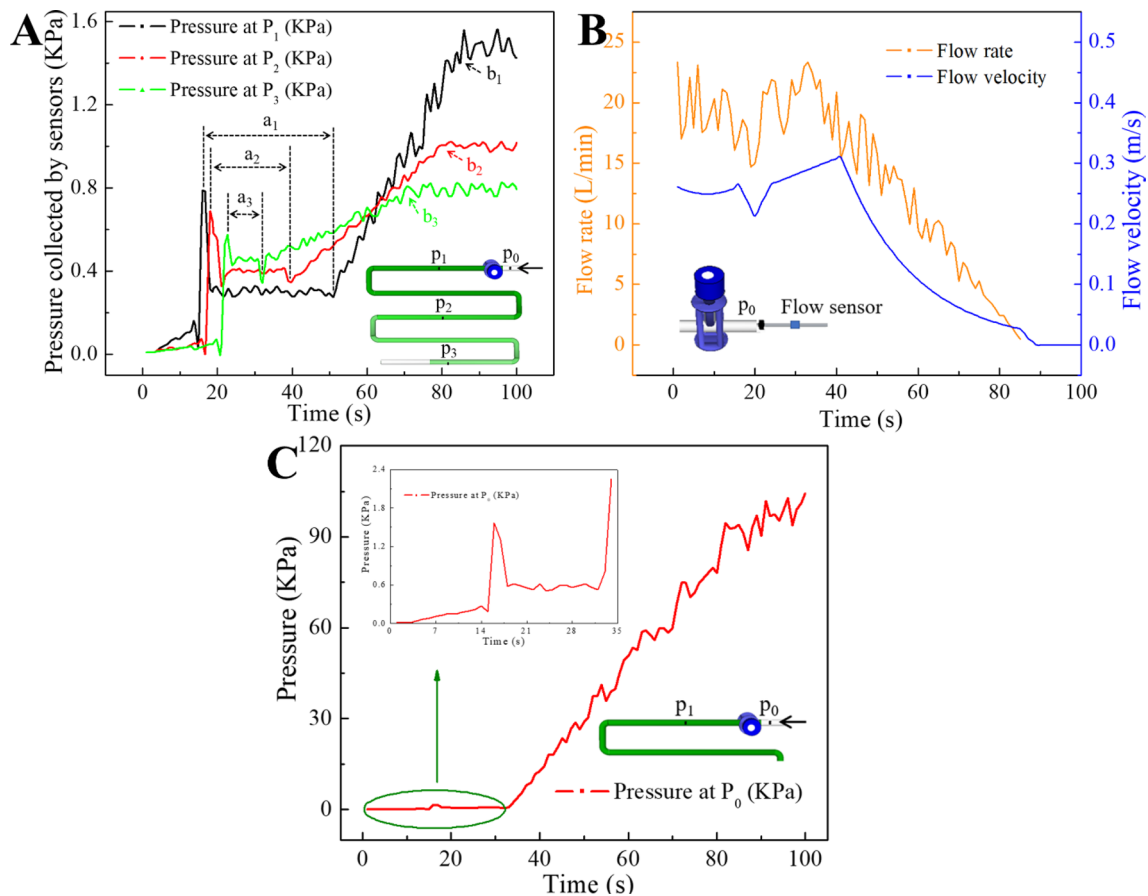 A
Pressure at P1 (KPa)
Pressure at P2 (KPa)
Pressure at P3 (KPa)
a1
a2
a3
b1
b2
b3
p1
p0
p2
p3
Pressure collected by sensors (KPa)
1.6
1.2
0.8
0.4
0.0
0 20 40 60 80 100
Time (s)
B
Flow rate
Flow velocity
Flow rate (L/min)
25
20
15
10
5
0
Flow velocity (m/s)
0.5
0.4
0.3
0.2
0.1
0.0
p0
Flow sensor
0 20 40 60 80 100
Time (s)
C
Pressure (KPa)
120
90
60
30
0
Pressure at P0 (KPa)
Pressure (KPa)
2.4
1.8
1.2
0.6
0.0
0 7 14 21 28 35
Time (s)
p1
p0
Pressure at P0 (KPa)
0 20 40 60 80 100
Time (s)